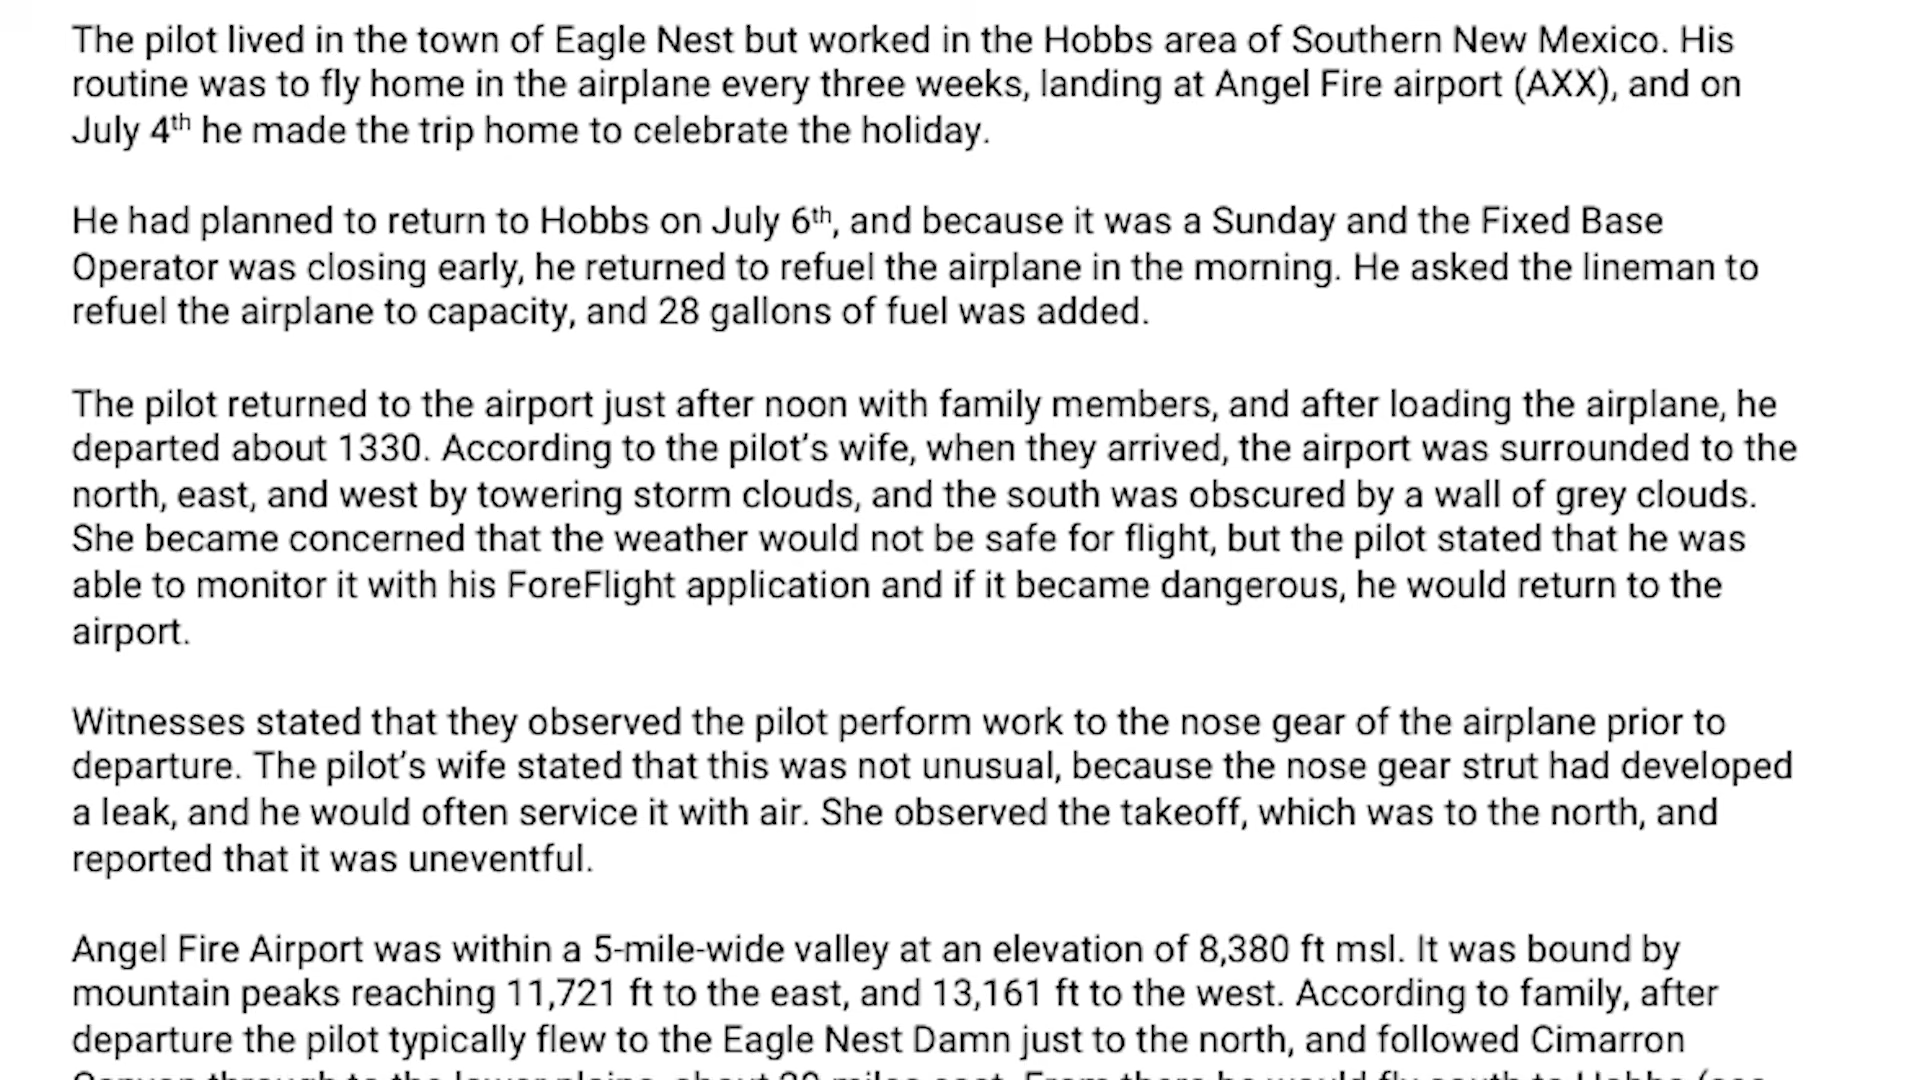 The pilot lived in the town of Eagle Nest but worked in the Hobbs area of Southern New Mexico. His
routine was to fly home in the airplane every three weeks, landing at Angel Fire airport (AXX), and on
July 4th he made the trip home to celebrate the holiday.
He had planned to return to Hobbs on July 6th, and because it was a Sunday and the Fixed Base
Operator was closing early, he returned to refuel the airplane in the morning. He asked the lineman to
refuel the airplane to capacity, and 28 gallons of fuel was added.
The pilot returned to the airport just after noon with family members, and after loading the airplane, he
departed about 1330. According to the pilot’s wife, when they arrived, the airport was surrounded to the
north, east, and west by towering storm clouds, and the south was obscured by a wall of grey clouds.
She became concerned that the weather would not be safe for flight, but the pilot stated that he was
able to monitor it with his ForeFlight application and if it became dangerous, he would return to the
airport.
Witnesses stated that they observed the pilot perform work to the nose gear of the airplane prior to
departure. The pilot’s wife stated that this was not unusual, because the nose gear strut had developed
a leak, and he would often service it with air. She observed the takeoff, which was to the north, and
reported that it was uneventful.
Angel Fire Airport was within a 5-mile-wide valley at an elevation of 8,380 ft msl. It was bound by
mountain peaks reaching 11,721 ft to the east, and 13,161 ft to the west. According to family, after
departure the pilot typically flew to the Eagle Nest Damn just to the north, and followed Cimarron